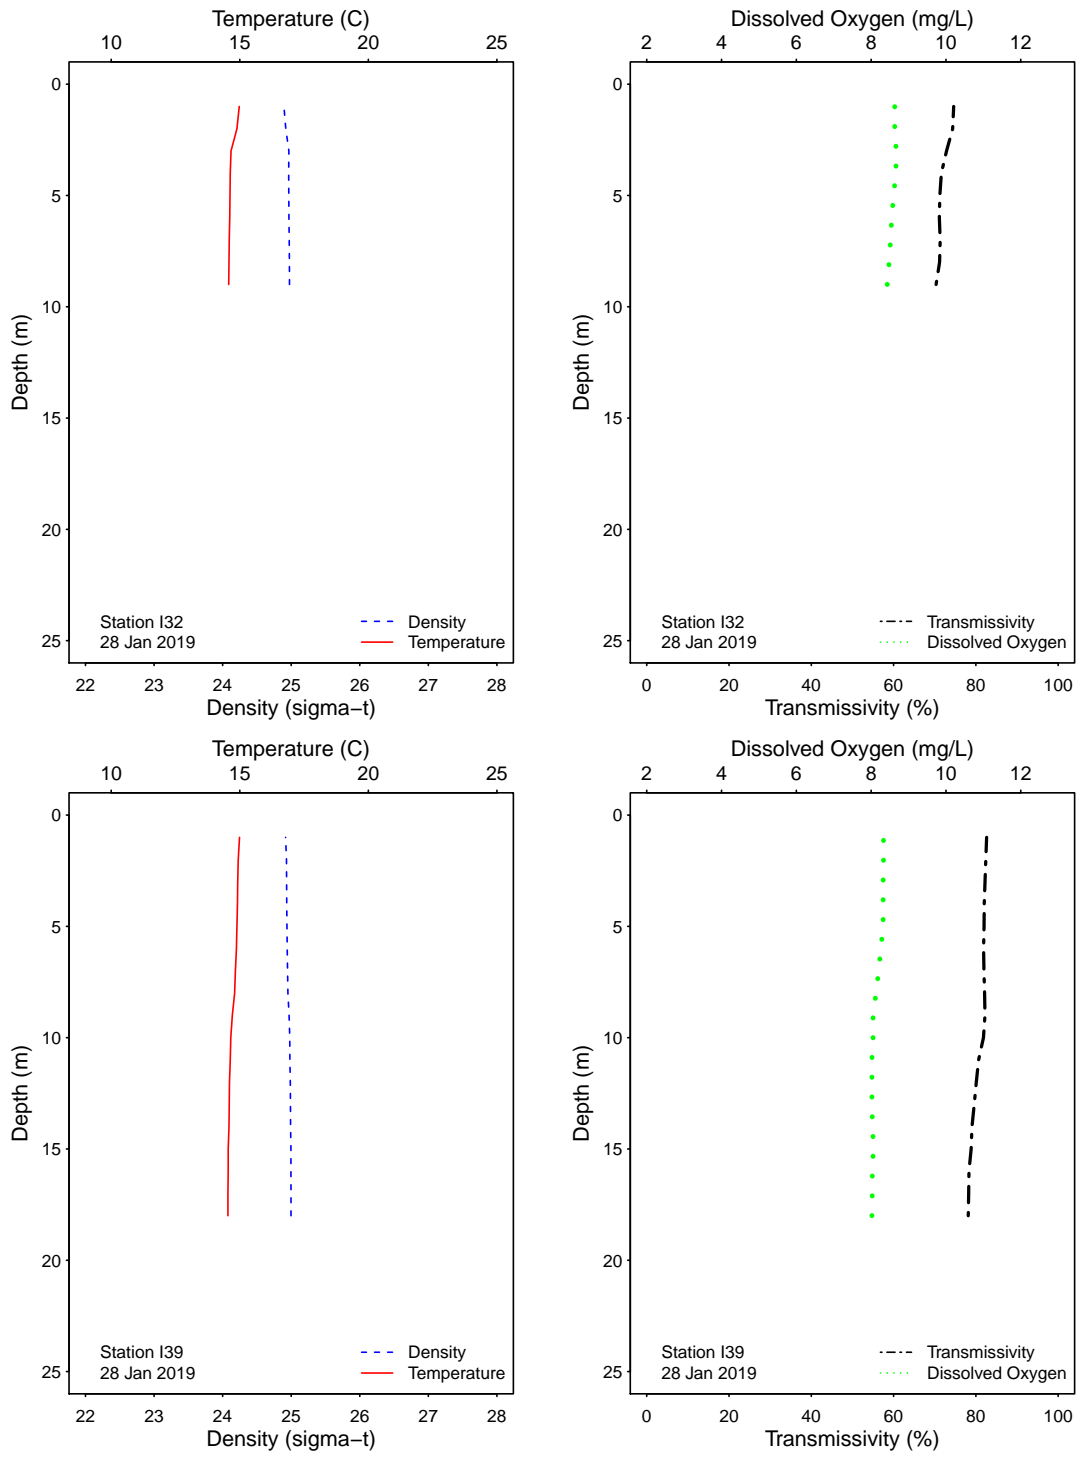 Temperature (C)
10 15 20 25
0
5
10
15
20
25
Depth (m)
Station I32
28 Jan 2019
Density
Temperature
22 23 24 25 26 27 28
Density (sigma−t)
Dissolved Oxygen (mg/L)
2 4 6 8 10 12
0
5
10
15
20
25
Depth (m)
Station I32
28 Jan 2019
Transmissivity
Dissolved Oxygen
0 20 40 60 80 100
Transmissivity (%)
Temperature (C)
10 15 20 25
0
5
10
15
20
25
Depth (m)
Station I39
28 Jan 2019
Density
Temperature
22 23 24 25 26 27 28
Density (sigma−t)
Dissolved Oxygen (mg/L)
2 4 6 8 10 12
0
5
10
15
20
25
Depth (m)
Station I39
28 Jan 2019
Transmissivity
Dissolved Oxygen
0 20 40 60 80 100
Transmissivity (%)